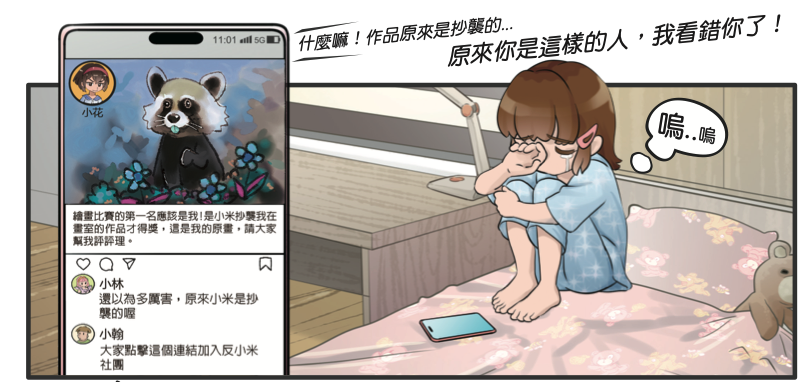 11:01 5G
什麼嘛！作品原來是抄襲的...
原來你是這樣的人，我看錯你了！
小花
繪畫比賽的第一名應該是我!是小米抄襲我在
畫室的作品才得獎，這是我的原畫，請大家
幫我評評理。
小林
還以為多厲害，原來小米是抄
襲的喔
小翰
大家點擊這個連結加入反小米
社團
嗚..嗚